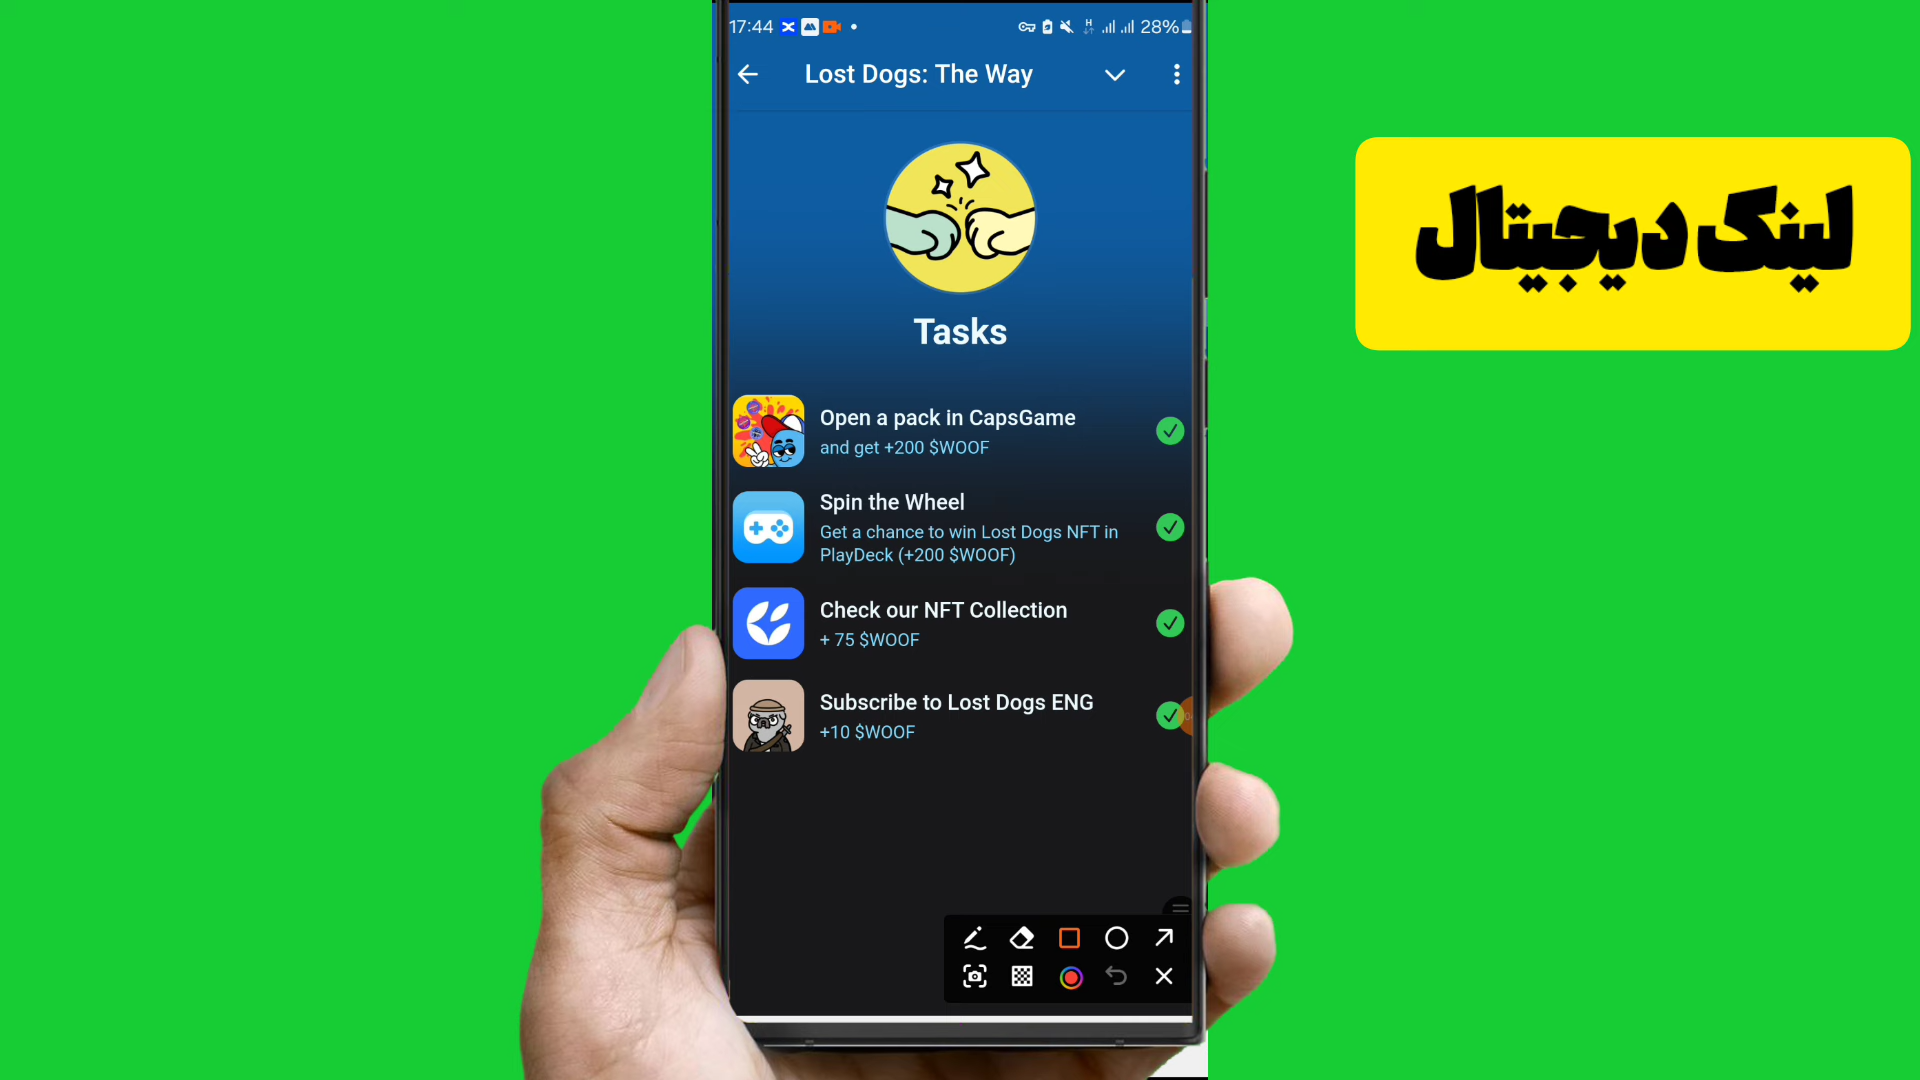 17:44
H
28%
Lost Dogs: The Way
لینک دیجیتال
Tasks
Open a pack in CapsGame
and get +200 $WOOF
Spin the Wheel
Get a chance to win Lost Dogs NFT in
PlayDeck (+200 $WOOF)
Check our NFT Collection
+ 75 $WOOF
Subscribe to Lost Dogs ENG
+10 $WOOF